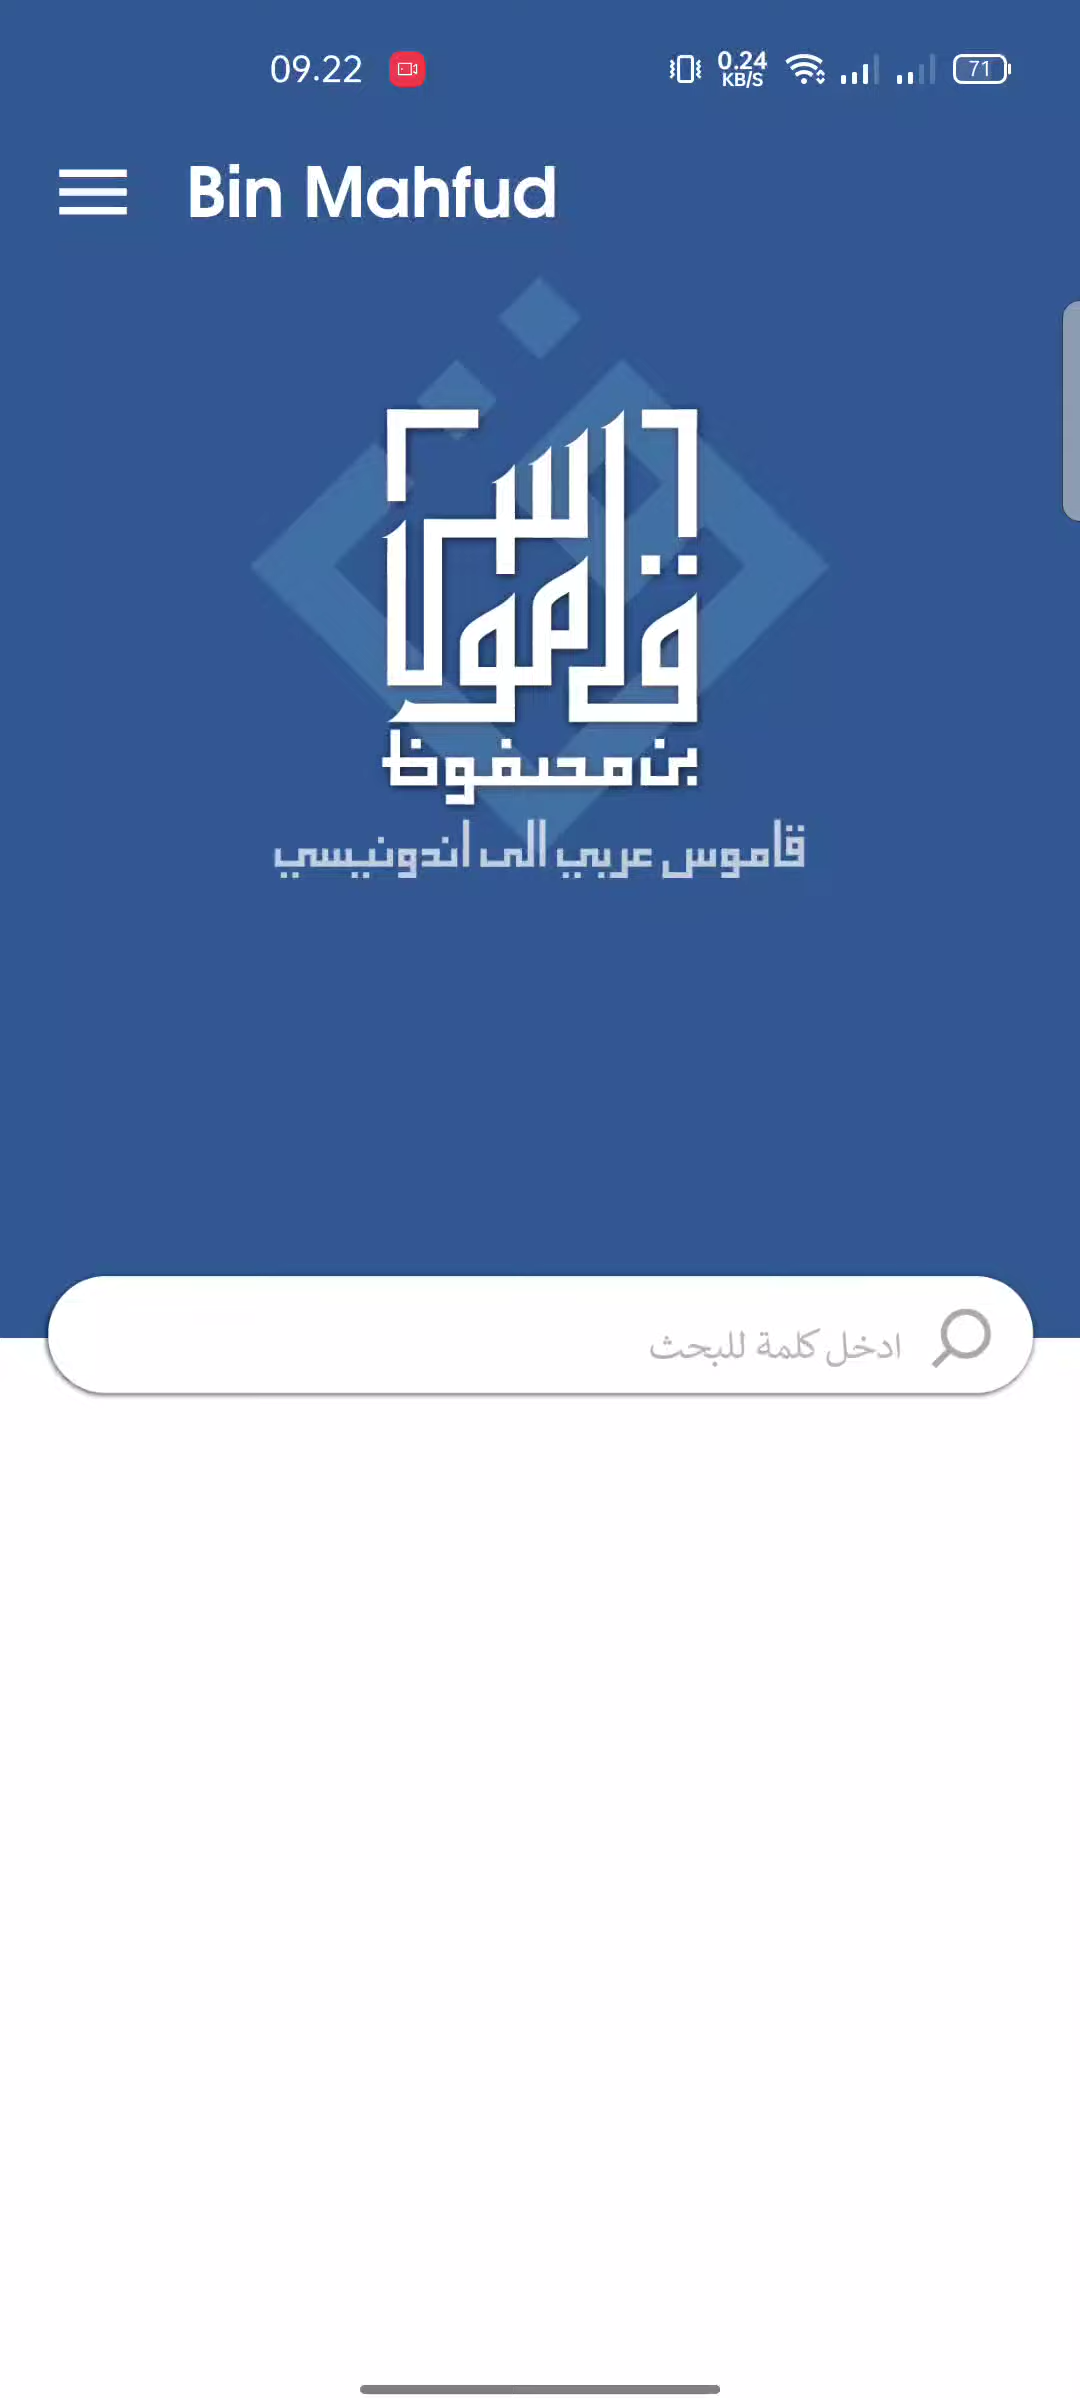 09.22
0.24
KB/S
71
Bin Mahfud
قاموس
بن محفوظ
قاموس عربي الى اندونيسي
ادخل كلمة للبحث